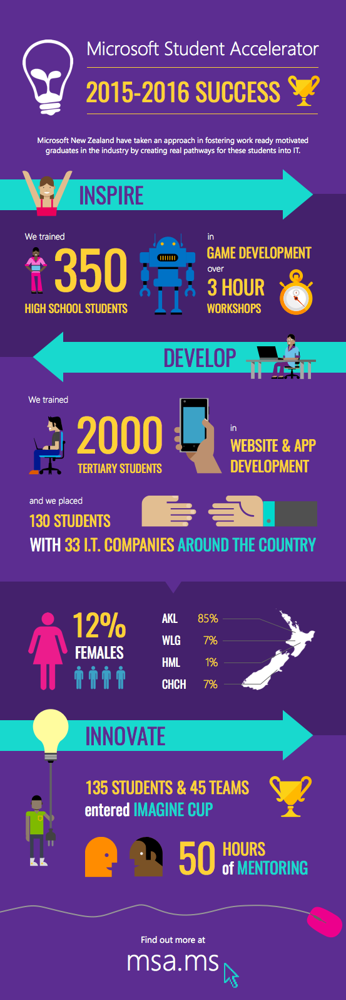 Microsoft Student Accelerator
2015-2016 SUCCESS
Microsoft New Zealand have taken an approach in fostering work ready motivated
graduates in the industry by creating real pathways for these students into IT.
INSPIRE
We trained
350
HIGH SCHOOL STUDENTS
in
GAME DEVELOPMENT
over
3 HOUR
WORKSHOPS
DEVELOP
We trained
2000
TERTIARY STUDENTS
in
WEBSITE & APP
DEVELOPMENT
and we placed
130 STUDENTS
WITH 33 I.T. COMPANIES AROUND THE COUNTRY
12%
FEMALES
AKL 85%
WLG 7%
HML 1%
CHCH 7%
INNOVATE
135 STUDENTS & 45 TEAMS
entered IMAGINE CUP
50 HOURS
of MENTORING
Find out more at
msa.ms